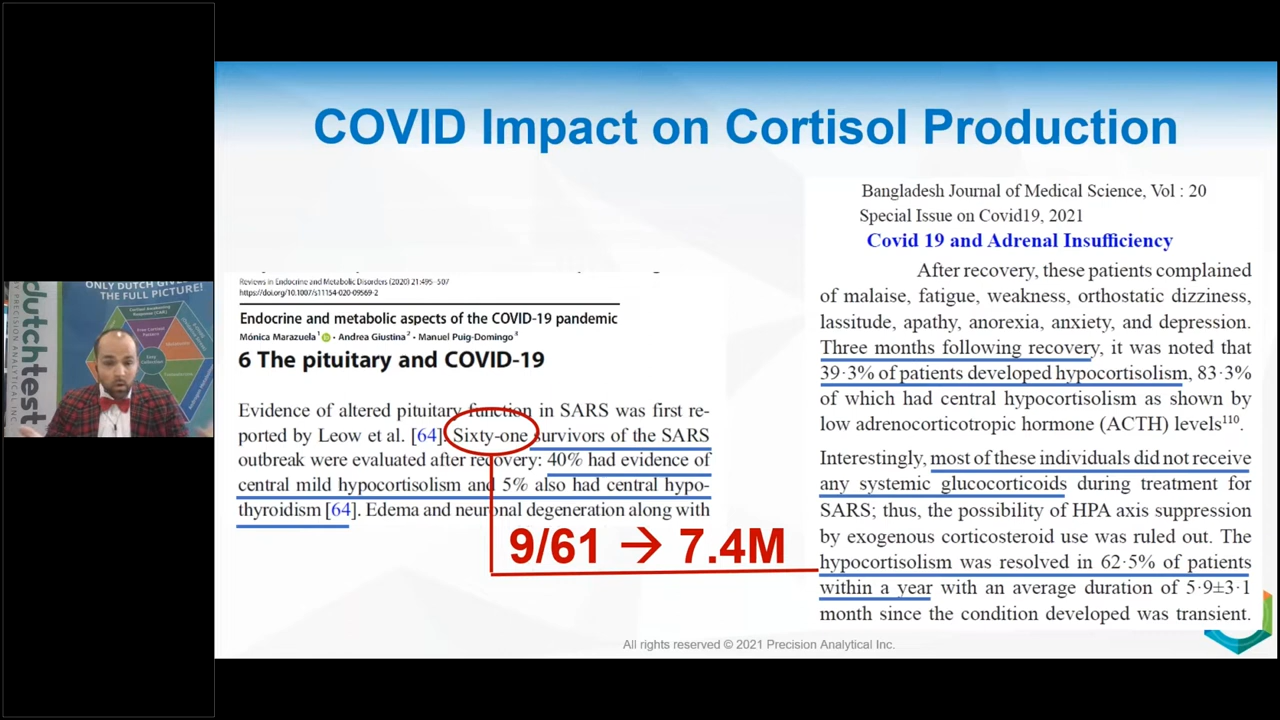 COVID Impact on Cortisol Production
Bangladesh Journal of Medical Science, Vol : 20
Special Issue on Covid19, 2021
Covid 19 and Adrenal Insufficiency
After recovery, these patients complained
of malaise, fatigue, weakness, orthostatic dizziness,
lassitude, apathy, anorexia, anxiety, and depression.
Three months following recovery, it was noted that
39·3% of patients developed hypocortisolism, 83·3%
of which had central hypocortisolism as shown by
low adrenocorticotropic hormone (ACTH) levels110.
Interestingly, most of these individuals did not receive
any systemic glucocorticoids during treatment for
SARS; thus, the possibility of HPA axis suppression
by exogenous corticosteroid use was ruled out. The
hypocortisolism was resolved in 62·5% of patients
within a year with an average duration of 5·9±3·1
month since the condition developed was transient.
Reviews in Endocrine and Metabolic Disorders (2020) 21:495–507
https://doi.org/10.1007/s11154-020-09569-2
Endocrine and metabolic aspects of the COVID-19 pandemic
Mónica Marazuela1 • Andrea Giustina2 • Manuel Puig-Domingo3
6 The pituitary and COVID-19
Evidence of altered pituitary function in SARS was first re-
ported by Leow et al. [64]. Sixty-one survivors of the SARS
outbreak were evaluated after recovery: 40% had evidence of
central mild hypocortisolism and 5% also had central hypo-
thyroidism [64]. Edema and neuronal degeneration along with
9/61 → 7.4M
All rights reserved © 2021 Precision Analytical Inc.
dutchtest
BY PRECISION ANALYTICAL INC
ONLY DUTCH GIVES
THE FULL PICTURE!